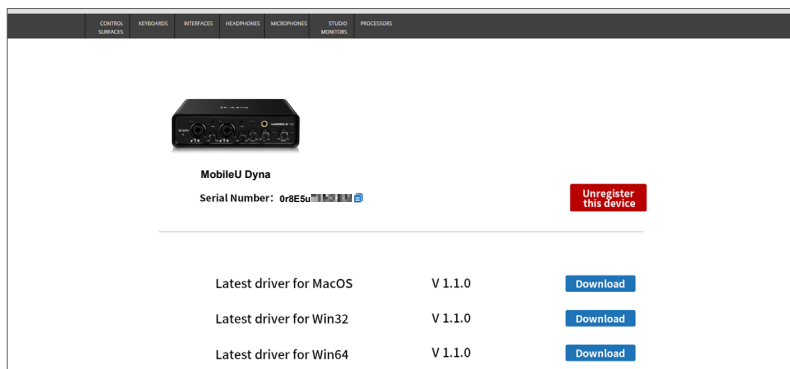 CONTROL SURFACES KEYBOARDS INTERFACES HEADPHONES MICROPHONES STUDIO MONITORS PROCESSORS
MobileU Dyna
Serial Number: 0r8E5u
Unregister
this device
Latest driver for MacOS V 1.1.0 Download
Latest driver for Win32 V 1.1.0 Download
Latest driver for Win64 V 1.1.0 Download